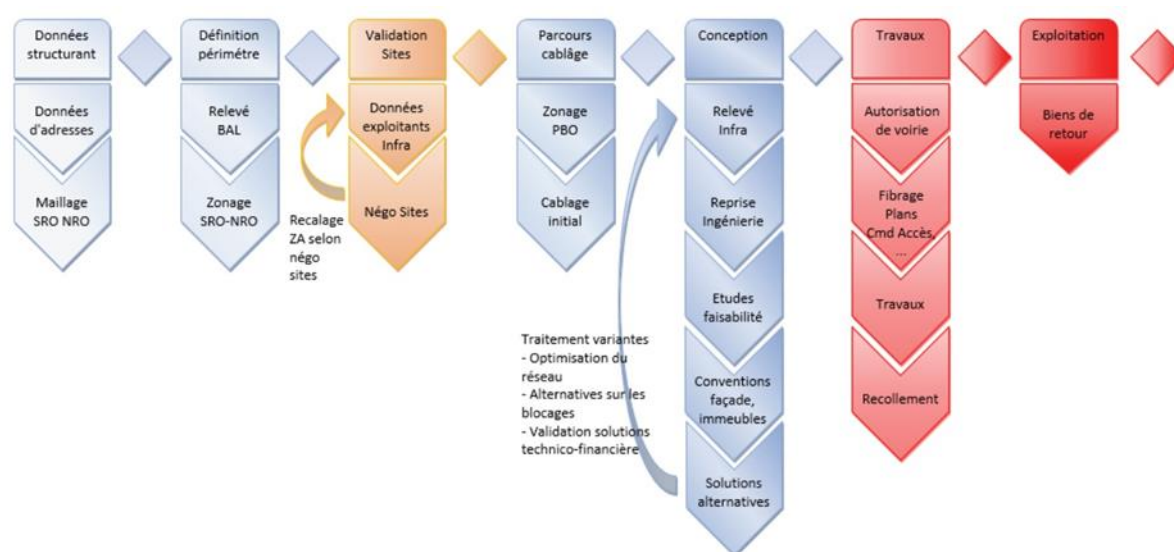 Données
structurant
Données
d'adresses
Maillage
SRO NRO
Définition
périmétre
Relevé
BAL
Zonage
SRO-NRO
Validation
Sites
Données
exploitants
Infra
Négo Sites
Recalage
ZA selon
négo
sites
Parcours
cablâge
Zonage
PBO
Cablage
initial
Conception
Relevé
Infra
Reprise
Ingénierie
Etudes
faisabilité
Conventions
façade,
immeubles
Solutions
alternatives
Traitement variantes
- Optimisation du
réseau
- Alternatives sur les
blocages
- Validation solutions
technico-financière
Travaux
Autorisation
de voirie
Fibrage
Plans
Cmd Accès,
...
Travaux
Recollement
Exploitation
Biens de
retour